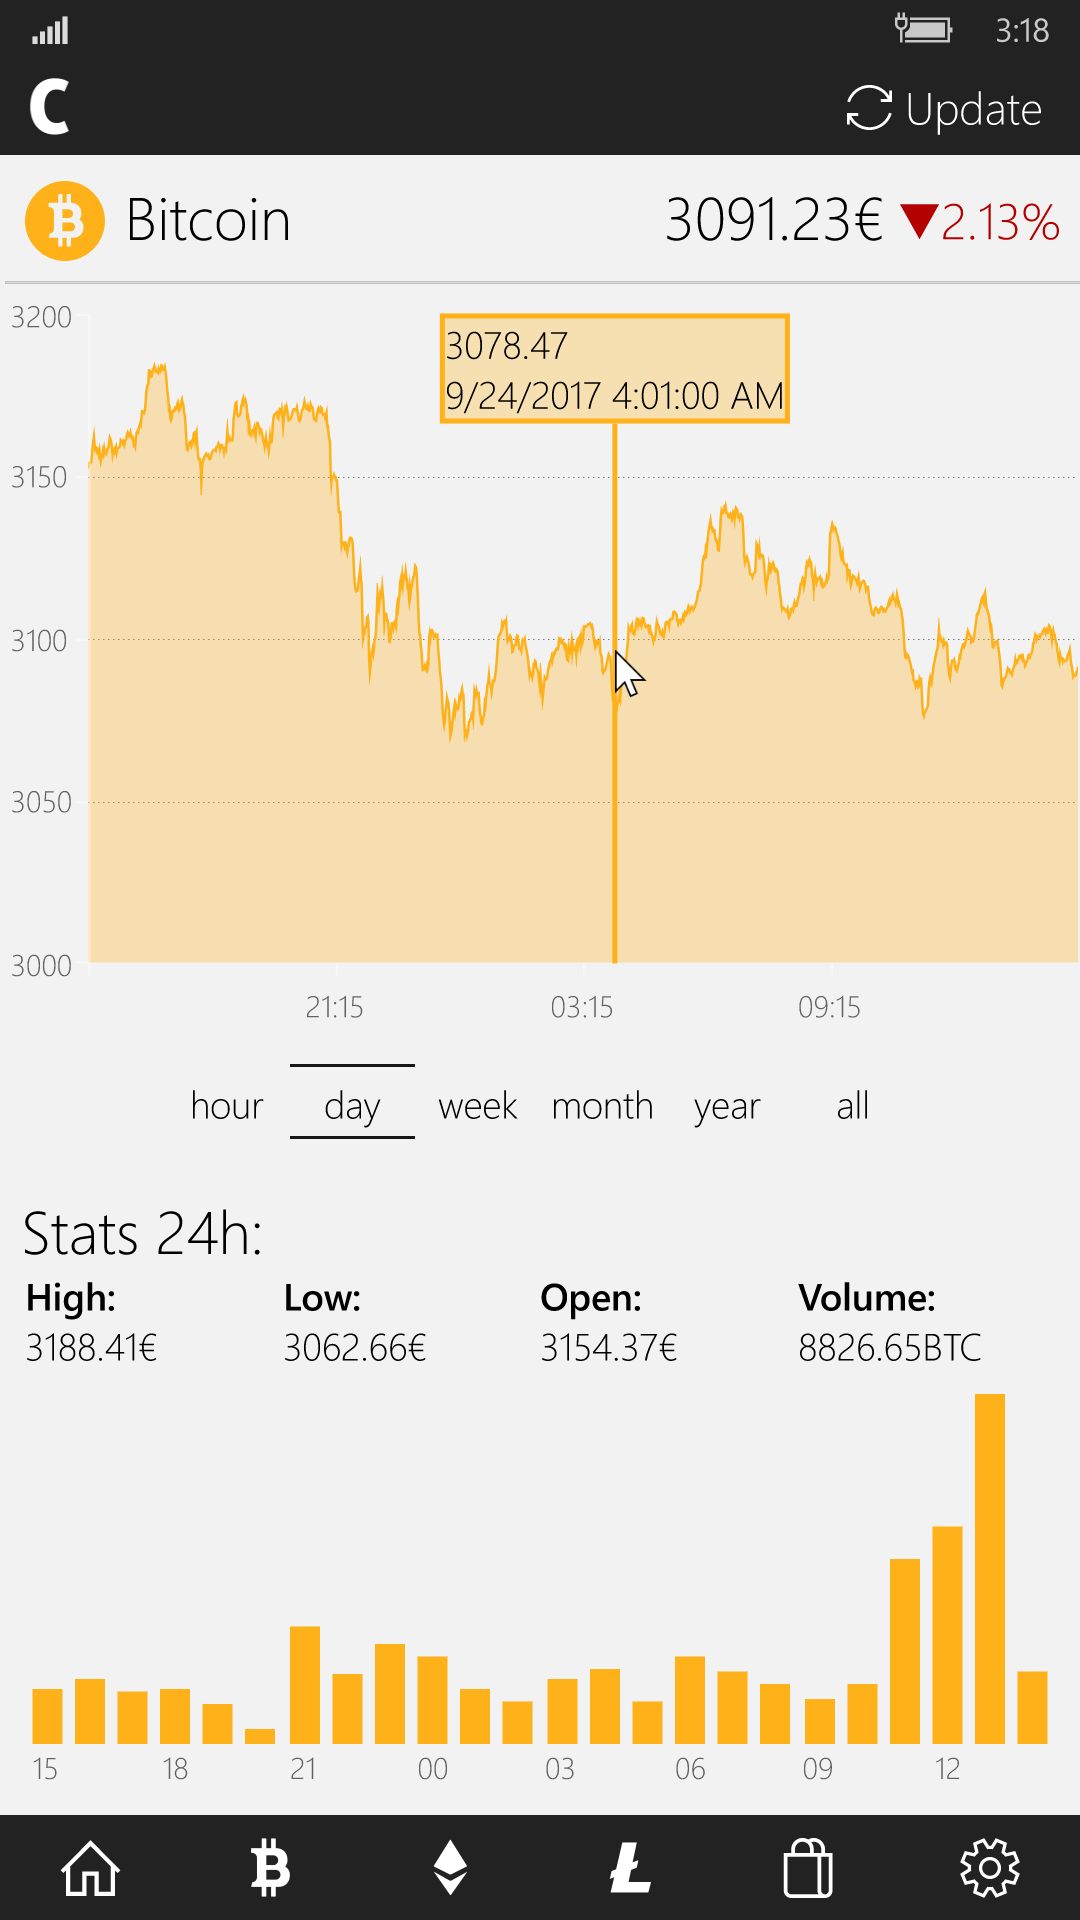 3:18
C
Update
Bitcoin 3091.23€ ▼2.13%
3200
3078.47
9/24/2017 4:01:00 AM
3150
3100
3050
3000
21:15 03:15 09:15
hour day week month year all
Stats 24h:
High: Low: Open: Volume:
3188.41€ 3062.66€ 3154.37€ 8826.65BTC
15 18 21 00 03 06 09 12